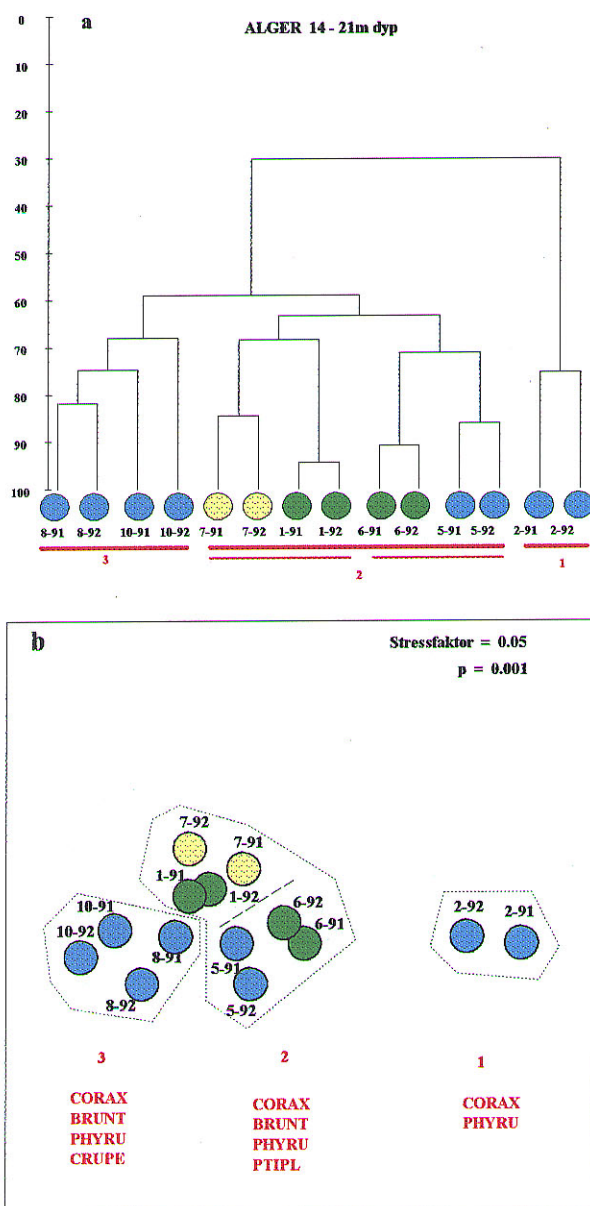 a
ALGER 14 - 21m dyp
0
10
20
30
40
50
60
70
80
90
100
8-91 8-92 10-91 10-92 7-91 7-92 1-91 1-92 6-91 6-92 5-91 5-92 2-91 2-92
3 2 1
b
Stressfaktor = 0.05
p = 0.001
7-92
7-91
1-91
1-92
6-92
6-91
10-91
10-92
8-91
8-92
5-91
5-92
2-92 2-91
3 2 1
CORAX
BRUNT
PHYRU
CRUPE
CORAX
BRUNT
PHYRU
PTIPL
CORAX
PHYRU